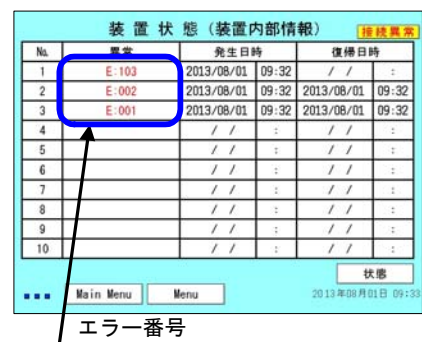 装 置 状 態 (装置内部情報) 接続異常
No. 異常 発生日時 復帰日時
1 E:103 2013/08/01 09:32 / / :
2 E:002 2013/08/01 09:32 2013/08/01 09:32
3 E:001 2013/08/01 09:32 2013/08/01 09:32
4 / / : / / :
5 / / : / / :
6 / / : / / :
7 / / : / / :
8 / / : / / :
9 / / : / / :
10 / / : / / :
状態
Main Menu Menu 2013年08月01日 09:33
エラー番号